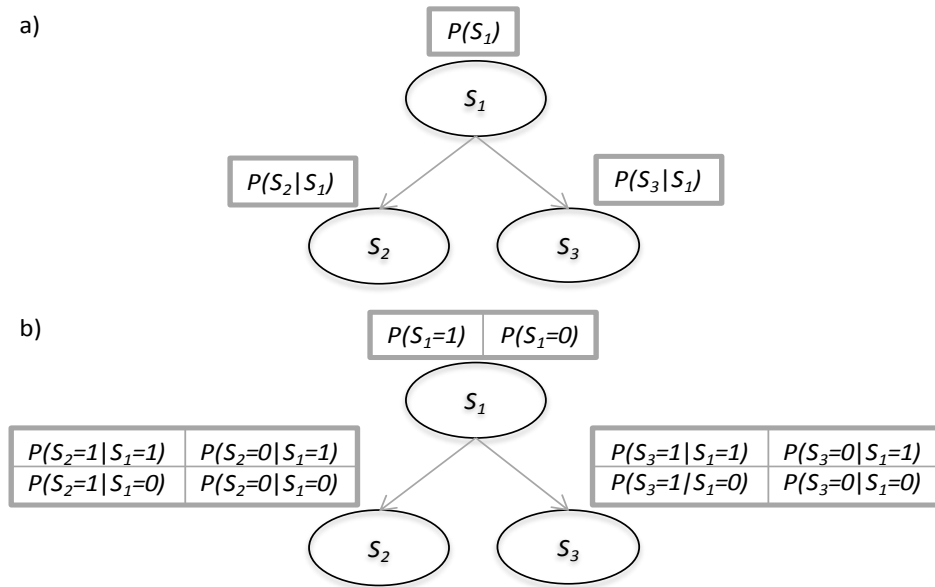 a)
P(S₁)
S₁
P(S₂|S₁) P(S₃|S₁)
S₂ S₃
b)
P(S₁=1) P(S₁=0)
S₁
P(S₂=1|S₁=1) P(S₂=0|S₁=1) P(S₃=1|S₁=1) P(S₃=0|S₁=1)
P(S₂=1|S₁=0) P(S₂=0|S₁=0) P(S₃=1|S₁=0) P(S₃=0|S₁=0)
S₂ S₃